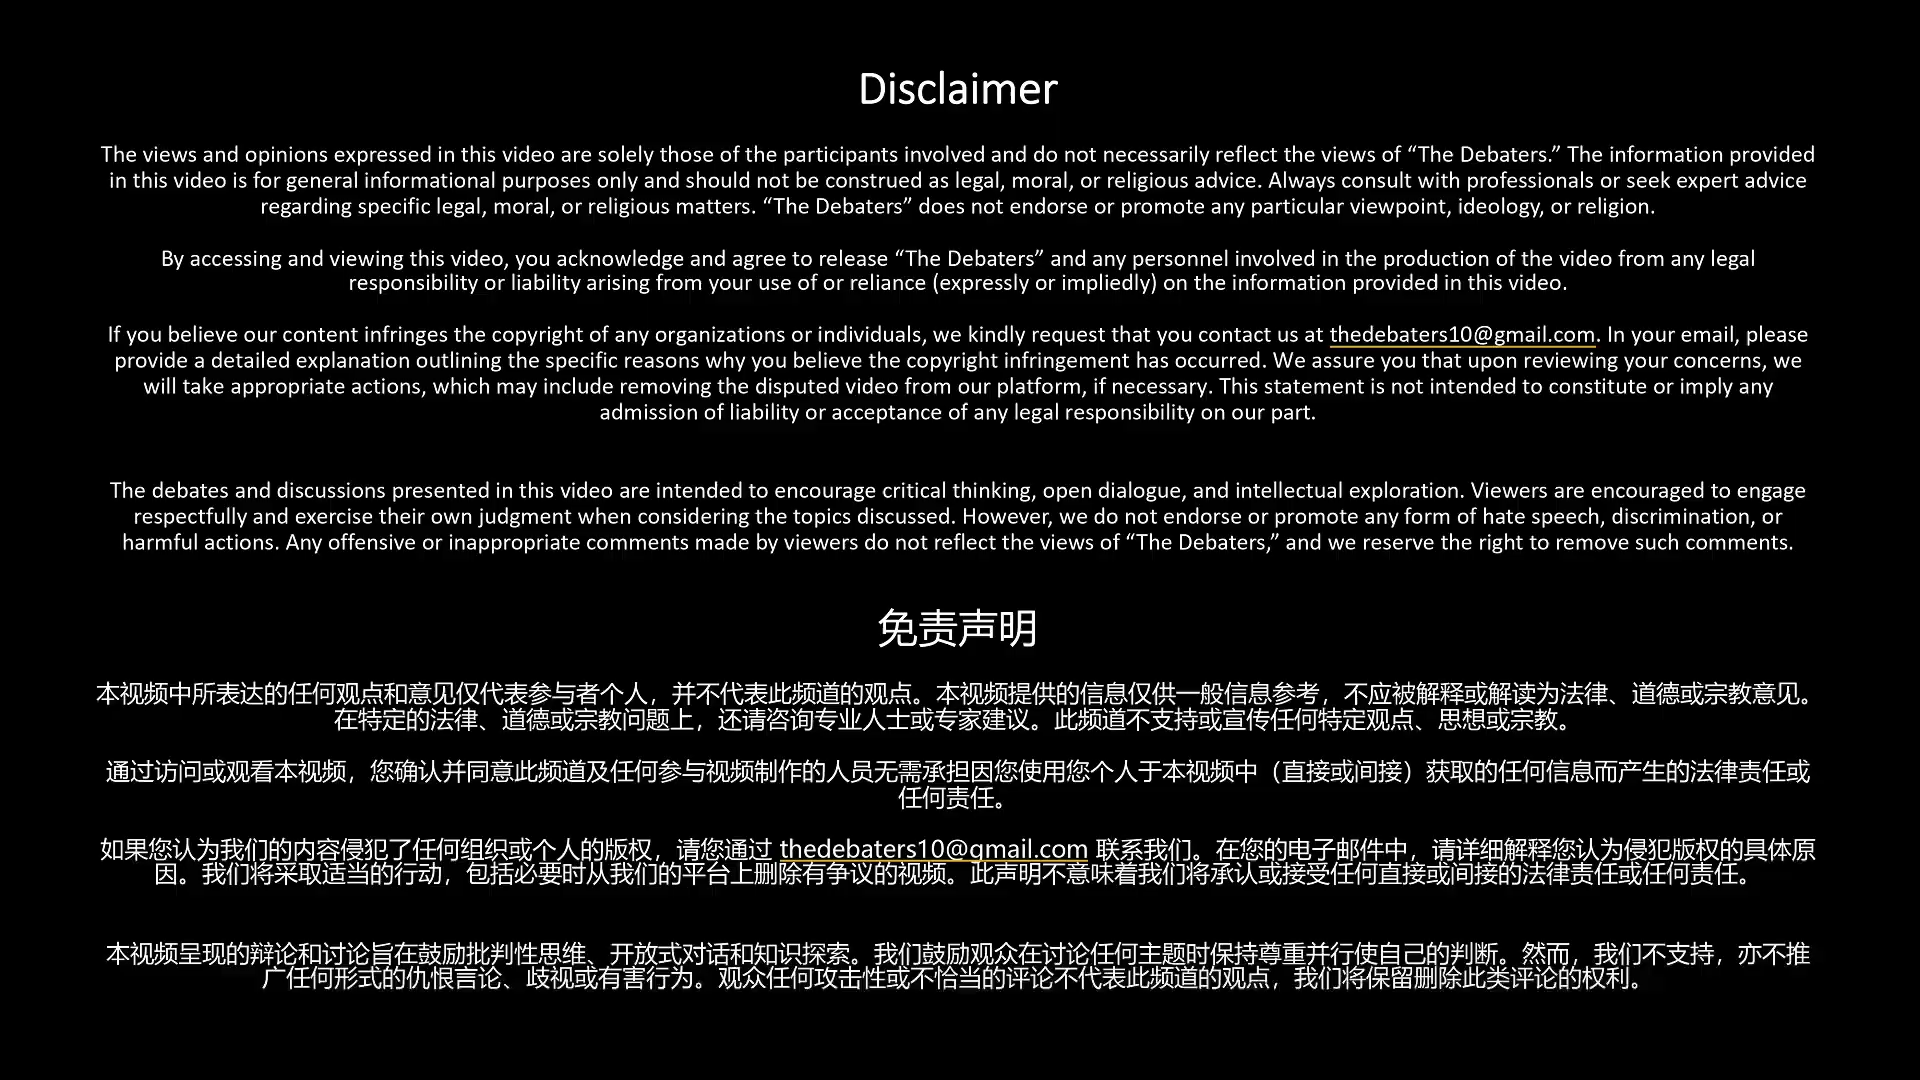 Disclaimer
The views and opinions expressed in this video are solely those of the participants involved and do not necessarily reflect the views of “The Debaters.” The information provided
in this video is for general informational purposes only and should not be construed as legal, moral, or religious advice. Always consult with professionals or seek expert advice
regarding specific legal, moral, or religious matters. “The Debaters” does not endorse or promote any particular viewpoint, ideology, or religion.
By accessing and viewing this video, you acknowledge and agree to release “The Debaters” and any personnel involved in the production of the video from any legal
responsibility or liability arising from your use of or reliance (expressly or impliedly) on the information provided in this video.
If you believe our content infringes the copyright of any organizations or individuals, we kindly request that you contact us at thedebaters10@gmail.com. In your email, please
provide a detailed explanation outlining the specific reasons why you believe the copyright infringement has occurred. We assure you that upon reviewing your concerns, we
will take appropriate actions, which may include removing the disputed video from our platform, if necessary. This statement is not intended to constitute or imply any
admission of liability or acceptance of any legal responsibility on our part.
The debates and discussions presented in this video are intended to encourage critical thinking, open dialogue, and intellectual exploration. Viewers are encouraged to engage
respectfully and exercise their own judgment when considering the topics discussed. However, we do not endorse or promote any form of hate speech, discrimination, or
harmful actions. Any offensive or inappropriate comments made by viewers do not reflect the views of “The Debaters,” and we reserve the right to remove such comments.
免责声明
本视频中所表达的任何观点和意见仅代表参与者个人，并不代表此频道的观点。本视频提供的信息仅供一般信息参考，不应被解释或解读为法律、道德或宗教意见。
在特定的法律、道德或宗教问题上，还请咨询专业人士或专家建议。此频道不支持或宣传任何特定观点、思想或宗教。
通过访问或观看本视频，您确认并同意此频道及任何参与视频制作的人员无需承担因您使用您个人于本视频中（直接或间接）获取的任何信息而产生的法律责任或
任何责任。
如果您认为我们的内容侵犯了任何组织或个人的版权，请您通过 thedebaters10@gmail.com 联系我们。在您的电子邮件中，请详细解释您认为侵犯版权的具体原
因。我们将采取适当的行动，包括必要时从我们的平台上删除有争议的视频。此声明不意味着我们将承认或接受任何直接或间接的法律责任或任何责任。
本视频呈现的辩论和讨论旨在鼓励批判性思维、开放式对话和知识探索。我们鼓励观众在讨论任何主题时保持尊重并行使自己的判断。然而，我们不支持，亦不推
广任何形式的仇恨言论、歧视或有害行为。观众任何攻击性或不恰当的评论不代表此频道的观点，我们将保留删除此类评论的权利。